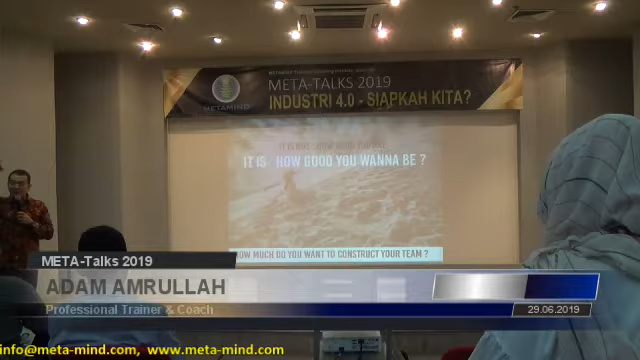 META-TALKS 2019
METAMIND
INDUSTRI 4.0 - SIAPKAH KITA?
IT IS HOW GOOD YOU WANNA BE ?
HOW MUCH DO YOU WANT TO CONSTRUCT YOUR TEAM ?
META-Talks 2019
ADAM AMRULLAH
Professional Trainer & Coach
29.06.2019
info@meta-mind.com, www.meta-mind.com